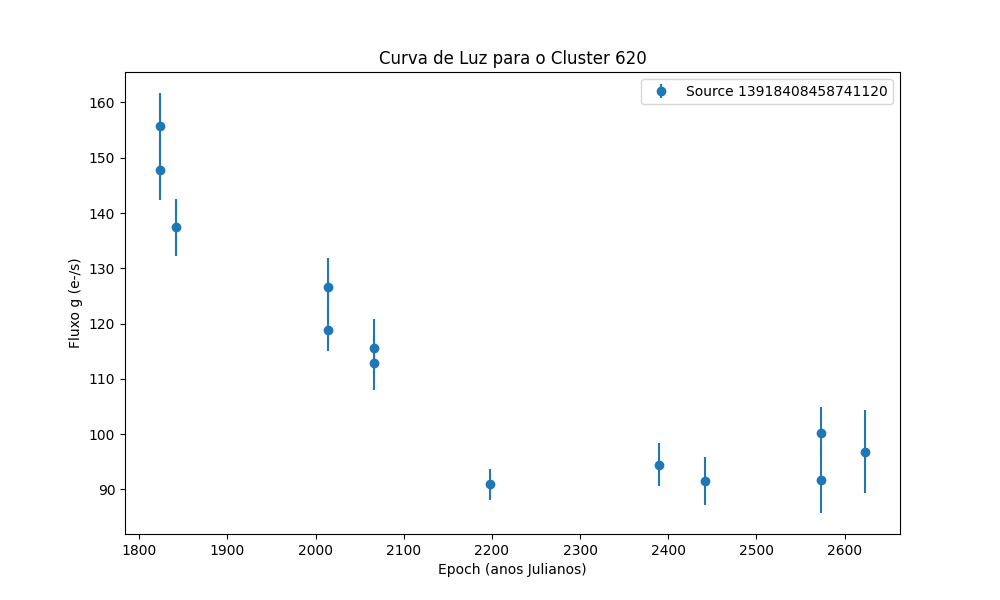 Curva de Luz para o Cluster 620
Source 13918408458741120
Fluxo g (e-/s)
160
150
140
130
120
110
100
90
1800 1900 2000 2100 2200 2300 2400 2500 2600
Epoch (anos Julianos)